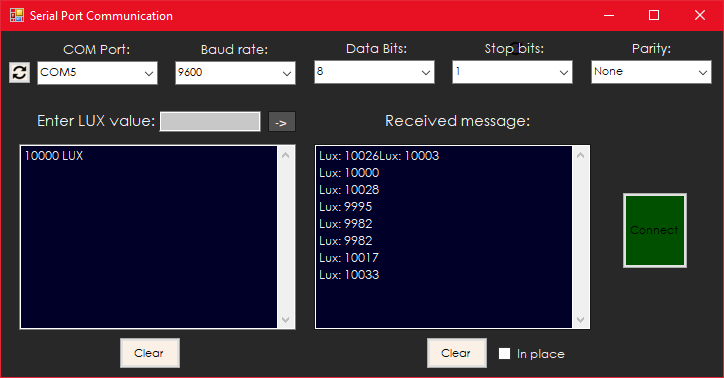 Serial Port Communication
COM Port: Baud rate: Data Bits: Stop bits: Parity:
COM5 9600 8 1 None
Enter LUX value: -> Received message:
10000 LUX
Lux: 10026Lux: 10003
Lux: 10000
Lux: 10028
Lux: 9995
Lux: 9982
Lux: 9982
Lux: 10017
Lux: 10033
Connect
Clear Clear In place